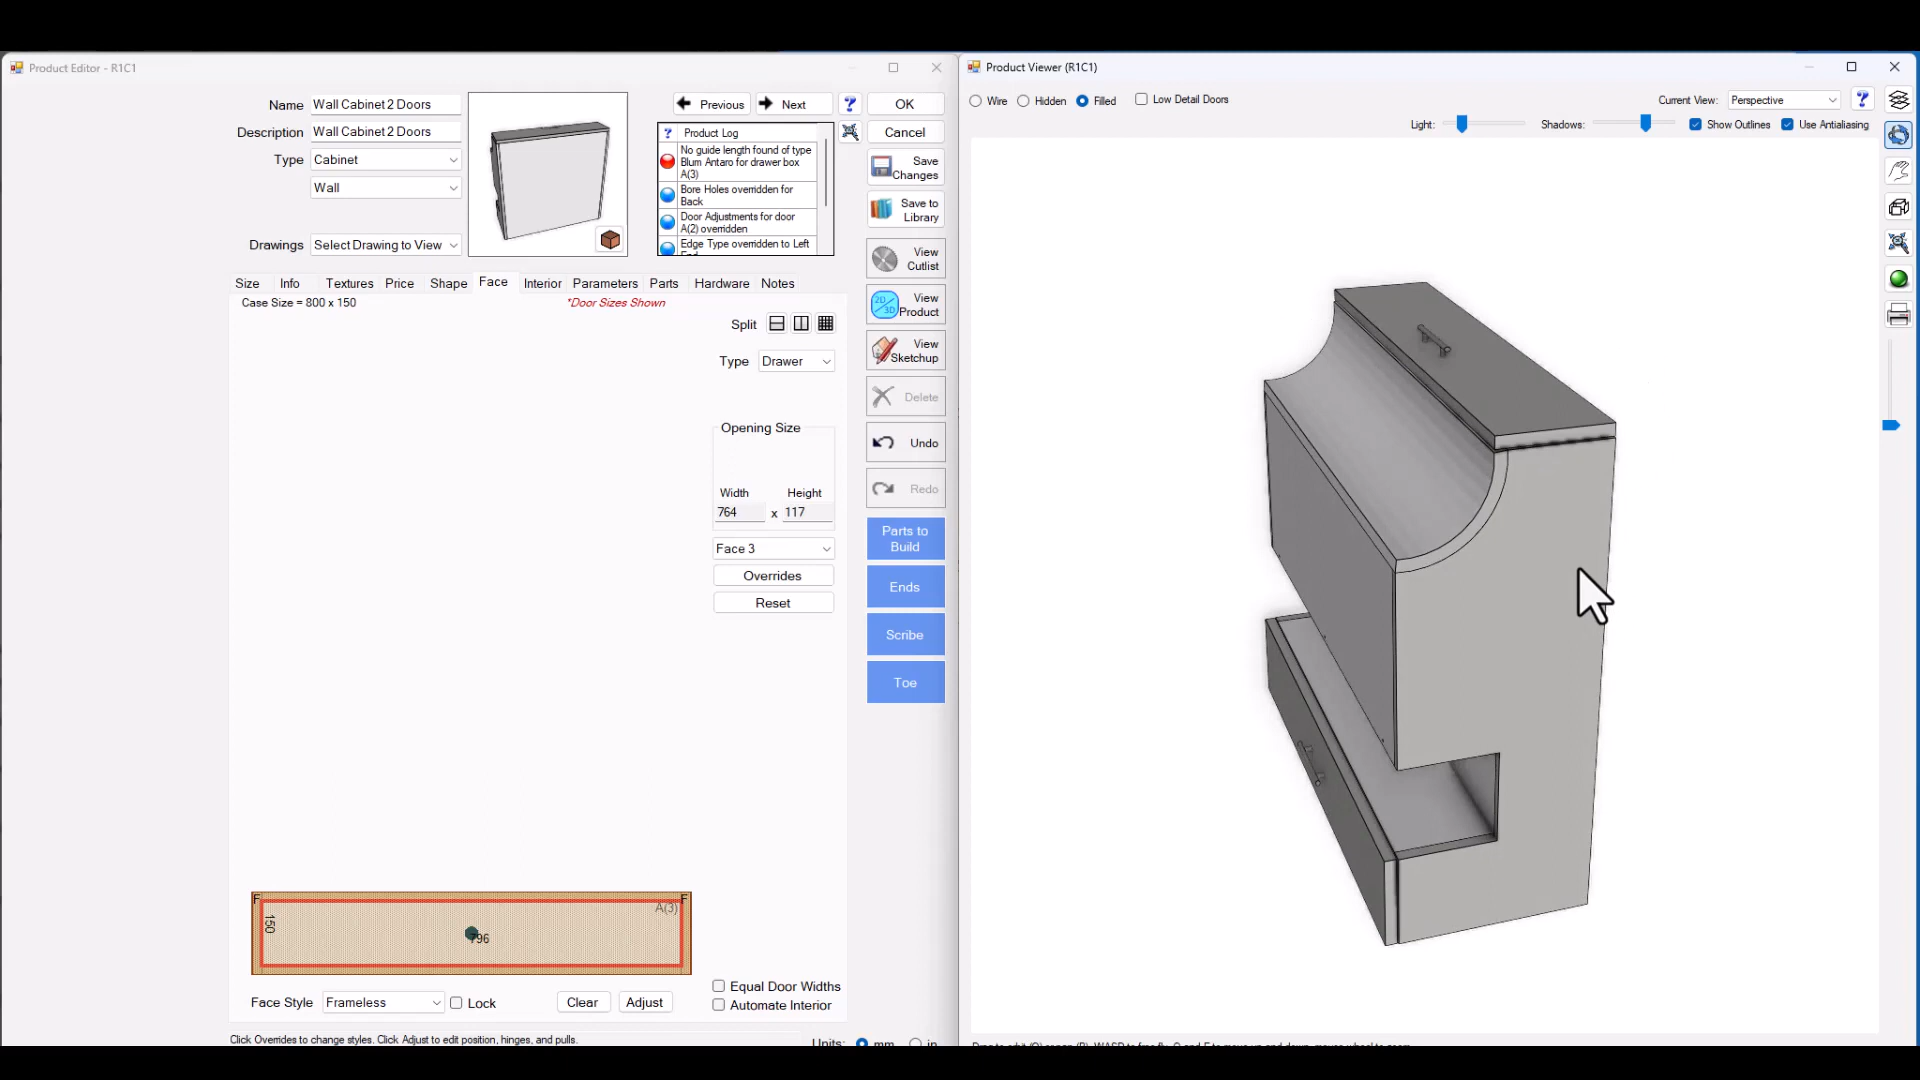 Product Editor - R1C1
Name Wall Cabinet 2 Doors
Description Wall Cabinet 2 Doors
Type Cabinet
Wall
Drawings Select Drawing to View
Previous Next ?
? Product Log
No guide length found of type
Blum Antaro for drawer box
A(3)
Bore Holes overridden for
Back
Door Adjustments for door
A(2) overridden
Edge Type overridden to Left
OK
Cancel
Save
Changes
Save to
Library
View
Cutlist
2D/
3D
View
Product
View
Sketchup
Delete
Undo
Redo
Parts to
Build
Ends
Scribe
Toe
Size Info Textures Price Shape Face Interior Parameters Parts Hardware Notes
Case Size = 800 x 150 *Door Sizes Shown
Split
Type Drawer
Opening Size
Width Height
764 x 117
Face 3
Overrides
Reset
F F
A(3)
150
796
Equal Door Widths
Automate Interior
Face Style Frameless Lock Clear Adjust
Click Overrides to change styles. Click Adjust to edit position, hinges, and pulls.
Units: mm in
Product Viewer (R1C1)
Wire Hidden Filled Low Detail Doors
Current View: Perspective ?
Light: Shadows: Show Outlines Use Antialiasing